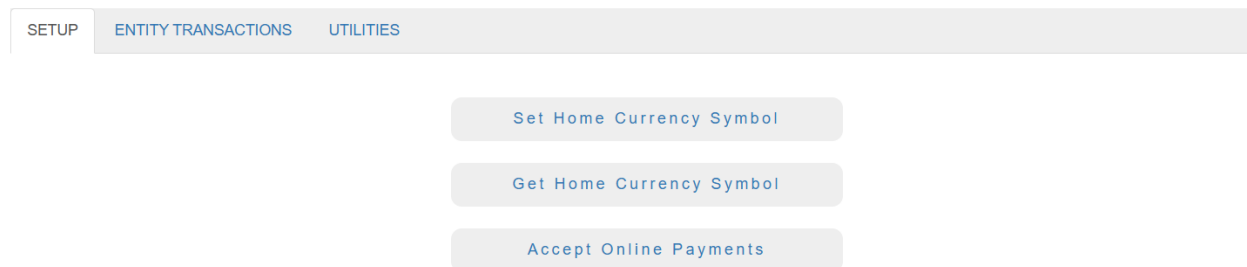 SETUP ENTITY TRANSACTIONS UTILITIES
Set Home Currency Symbol
Get Home Currency Symbol
Accept Online Payments